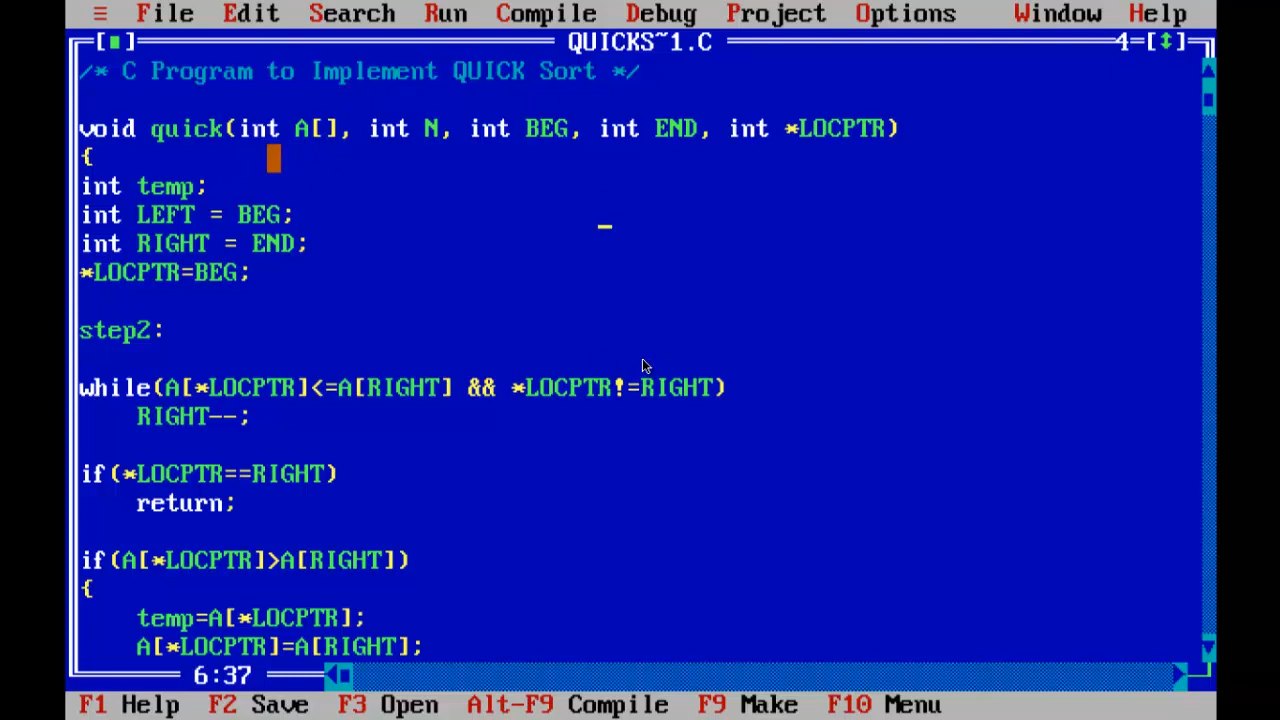 ≡ File Edit Search Run Compile Debug Project Options Window Help
[■] QUICKS~1.C 4=[↕]
/* C Program to Implement QUICK Sort */
void quick(int A[], int N, int BEG, int END, int *LOCPTR)
{
int temp;
int LEFT = BEG;
int RIGHT = END;
*LOCPTR=BEG;
step2:
while(A[*LOCPTR]<=A[RIGHT] && *LOCPTR!=RIGHT)
RIGHT--;
if(*LOCPTR==RIGHT)
return;
if(A[*LOCPTR]>A[RIGHT])
{
temp=A[*LOCPTR];
A[*LOCPTR]=A[RIGHT];
6:37
F1 Help F2 Save F3 Open Alt-F9 Compile F9 Make F10 Menu